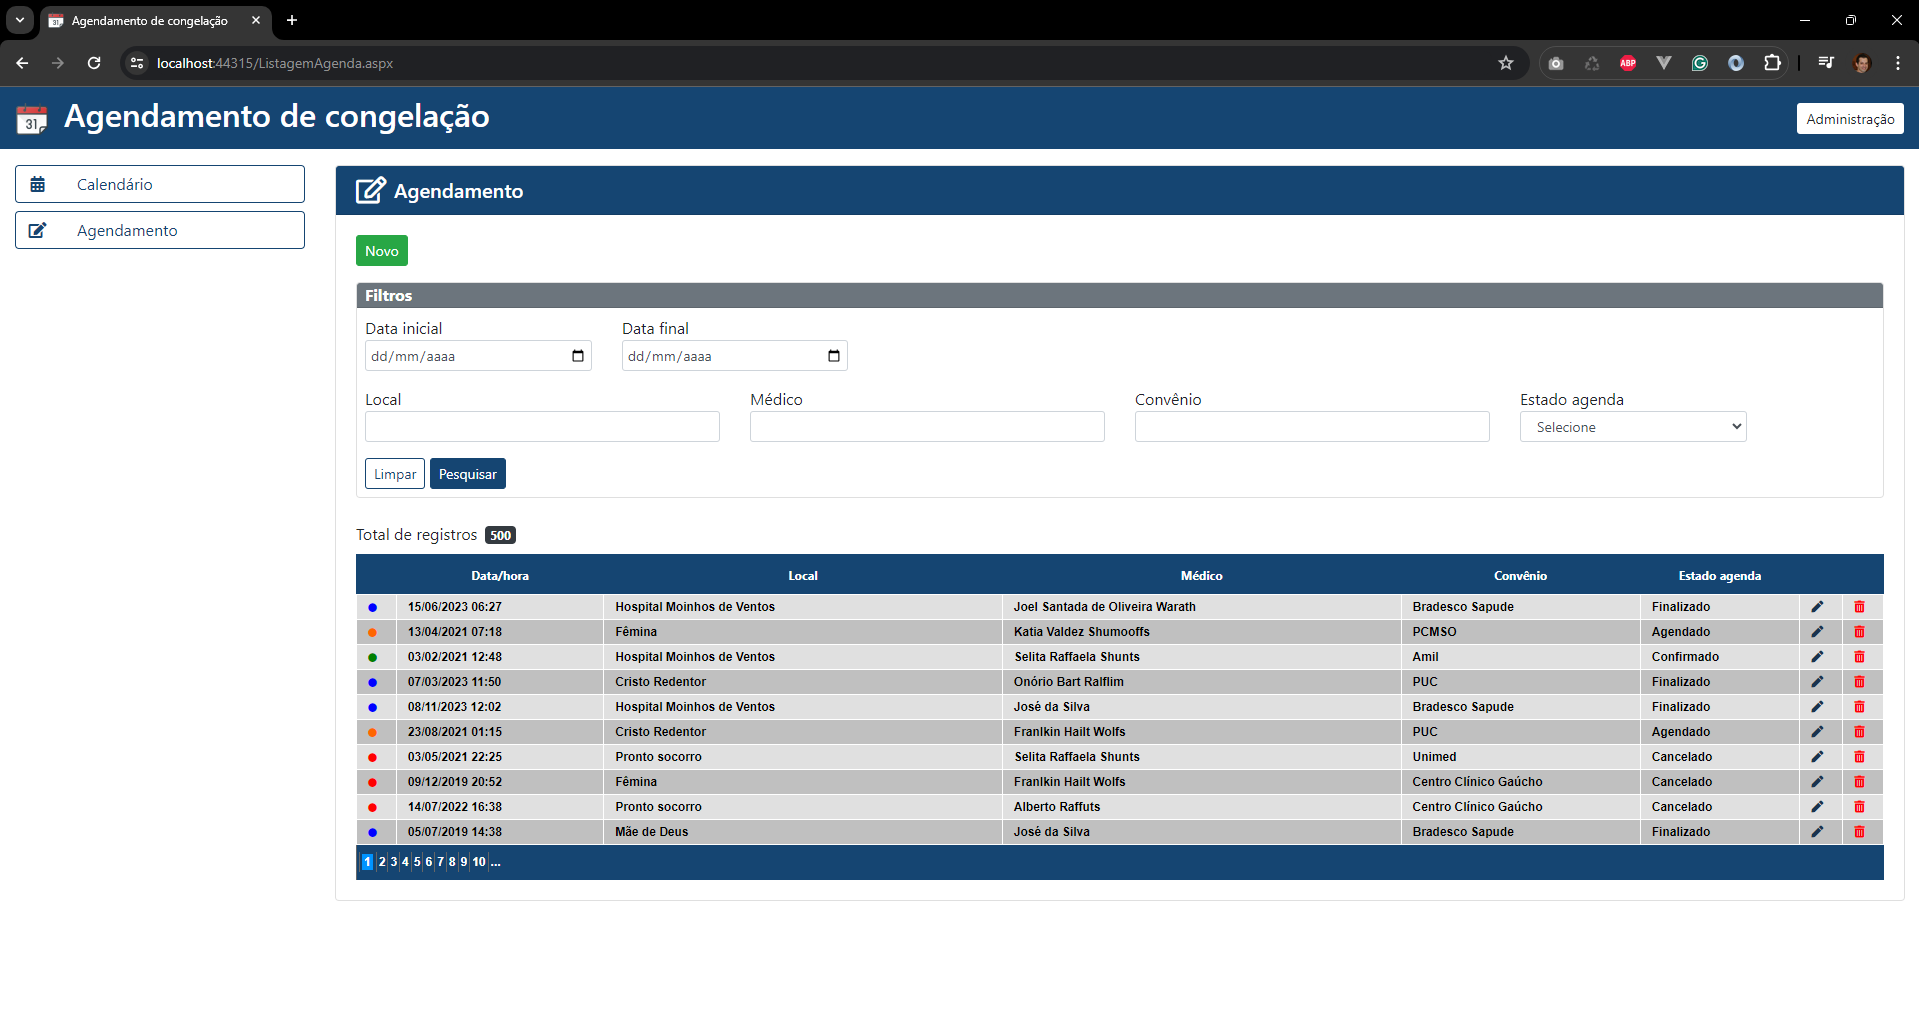 Agendamento de congelação
localhost:44315/ListagemAgenda.aspx
ABP
31 Agendamento de congelação
Administração
Calendário
Agendamento
Agendamento
Novo
Filtros
Data inicial Data final
dd/mm/aaaa dd/mm/aaaa
Local Médico Convênio Estado agenda
Selecione
Limpar Pesquisar
Total de registros 500
Data/hora Local Médico Convênio Estado agenda
15/06/2023 06:27 Hospital Moinhos de Ventos Joel Santada de Oliveira Warath Bradesco Sapude Finalizado
13/04/2021 07:18 Fêmina Katia Valdez Shumooffs PCMSO Agendado
03/02/2021 12:48 Hospital Moinhos de Ventos Selita Raffaela Shunts Amil Confirmado
07/03/2023 11:50 Cristo Redentor Onório Bart Ralflim PUC Finalizado
08/11/2023 12:02 Hospital Moinhos de Ventos José da Silva Bradesco Sapude Finalizado
23/08/2021 01:15 Cristo Redentor Franlkin Hailt Wolfs PUC Agendado
03/05/2021 22:25 Pronto socorro Selita Raffaela Shunts Unimed Cancelado
09/12/2019 20:52 Fêmina Franlkin Hailt Wolfs Centro Clínico Gaúcho Cancelado
14/07/2022 16:38 Pronto socorro Alberto Raffuts Centro Clínico Gaúcho Cancelado
05/07/2019 14:38 Mãe de Deus José da Silva Bradesco Sapude Finalizado
1 2 3 4 5 6 7 8 9 10 ...